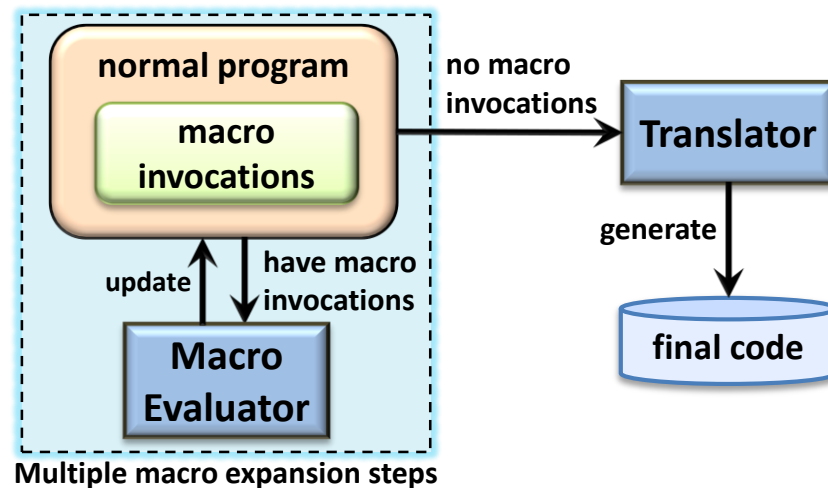 normal program
macro
invocations
no macro
invocations
Translator
update
have macro
invocations
generate
Macro
Evaluator
final code
Multiple macro expansion steps